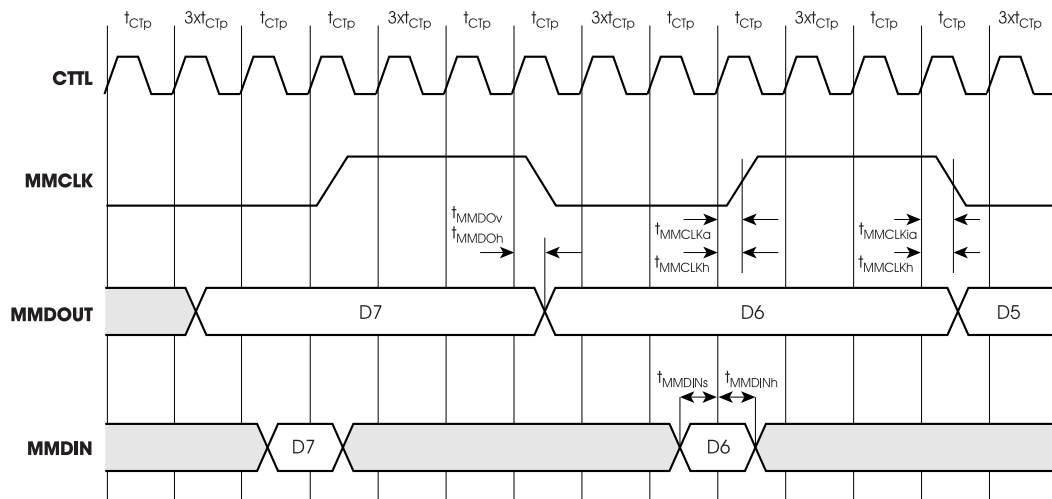 tCTp 3xtCTp tCTp tCTp 3xtCTp tCTp tCTp 3xtCTp tCTp tCTp 3xtCTp tCTp tCTp 3xtCTp
CTTL
MMCLK
tMMDOv
tMMDOh
tMMCLKa
tMMCLKh
tMMCLKia
tMMCLKh
MMDOUT D7 D6 D5
tMMDINs tMMDINh
MMDIN D7 D6